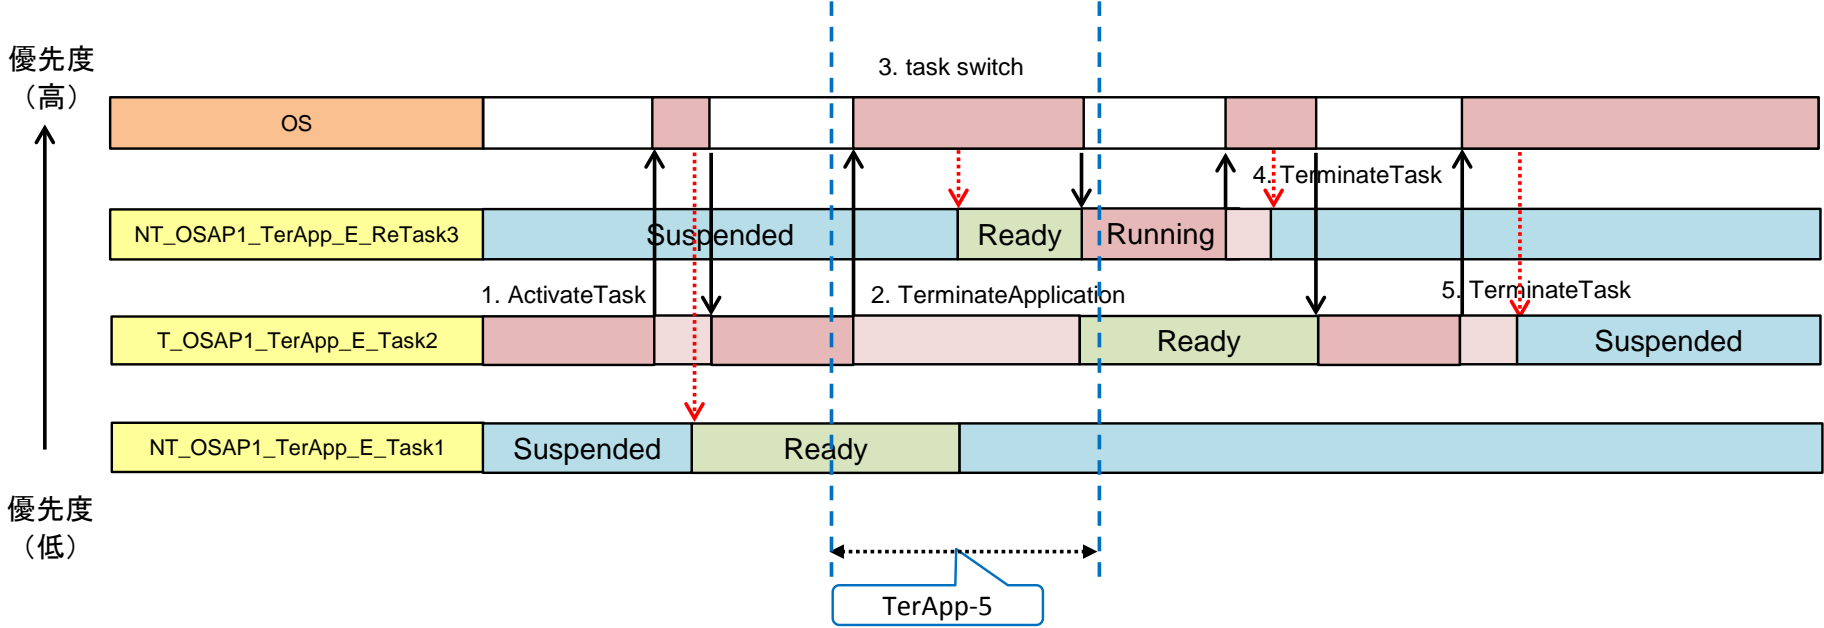 優先度
（高）
3. task switch
OS
4. TerminateTask
NT_OSAP1_TerApp_E_ReTask3
Suspended
Ready
Running
1. ActivateTask
2. TerminateApplication
5. TerminateTask
T_OSAP1_TerApp_E_Task2
Ready
Suspended
NT_OSAP1_TerApp_E_Task1
Suspended
Ready
優先度
（低）
TerApp-5